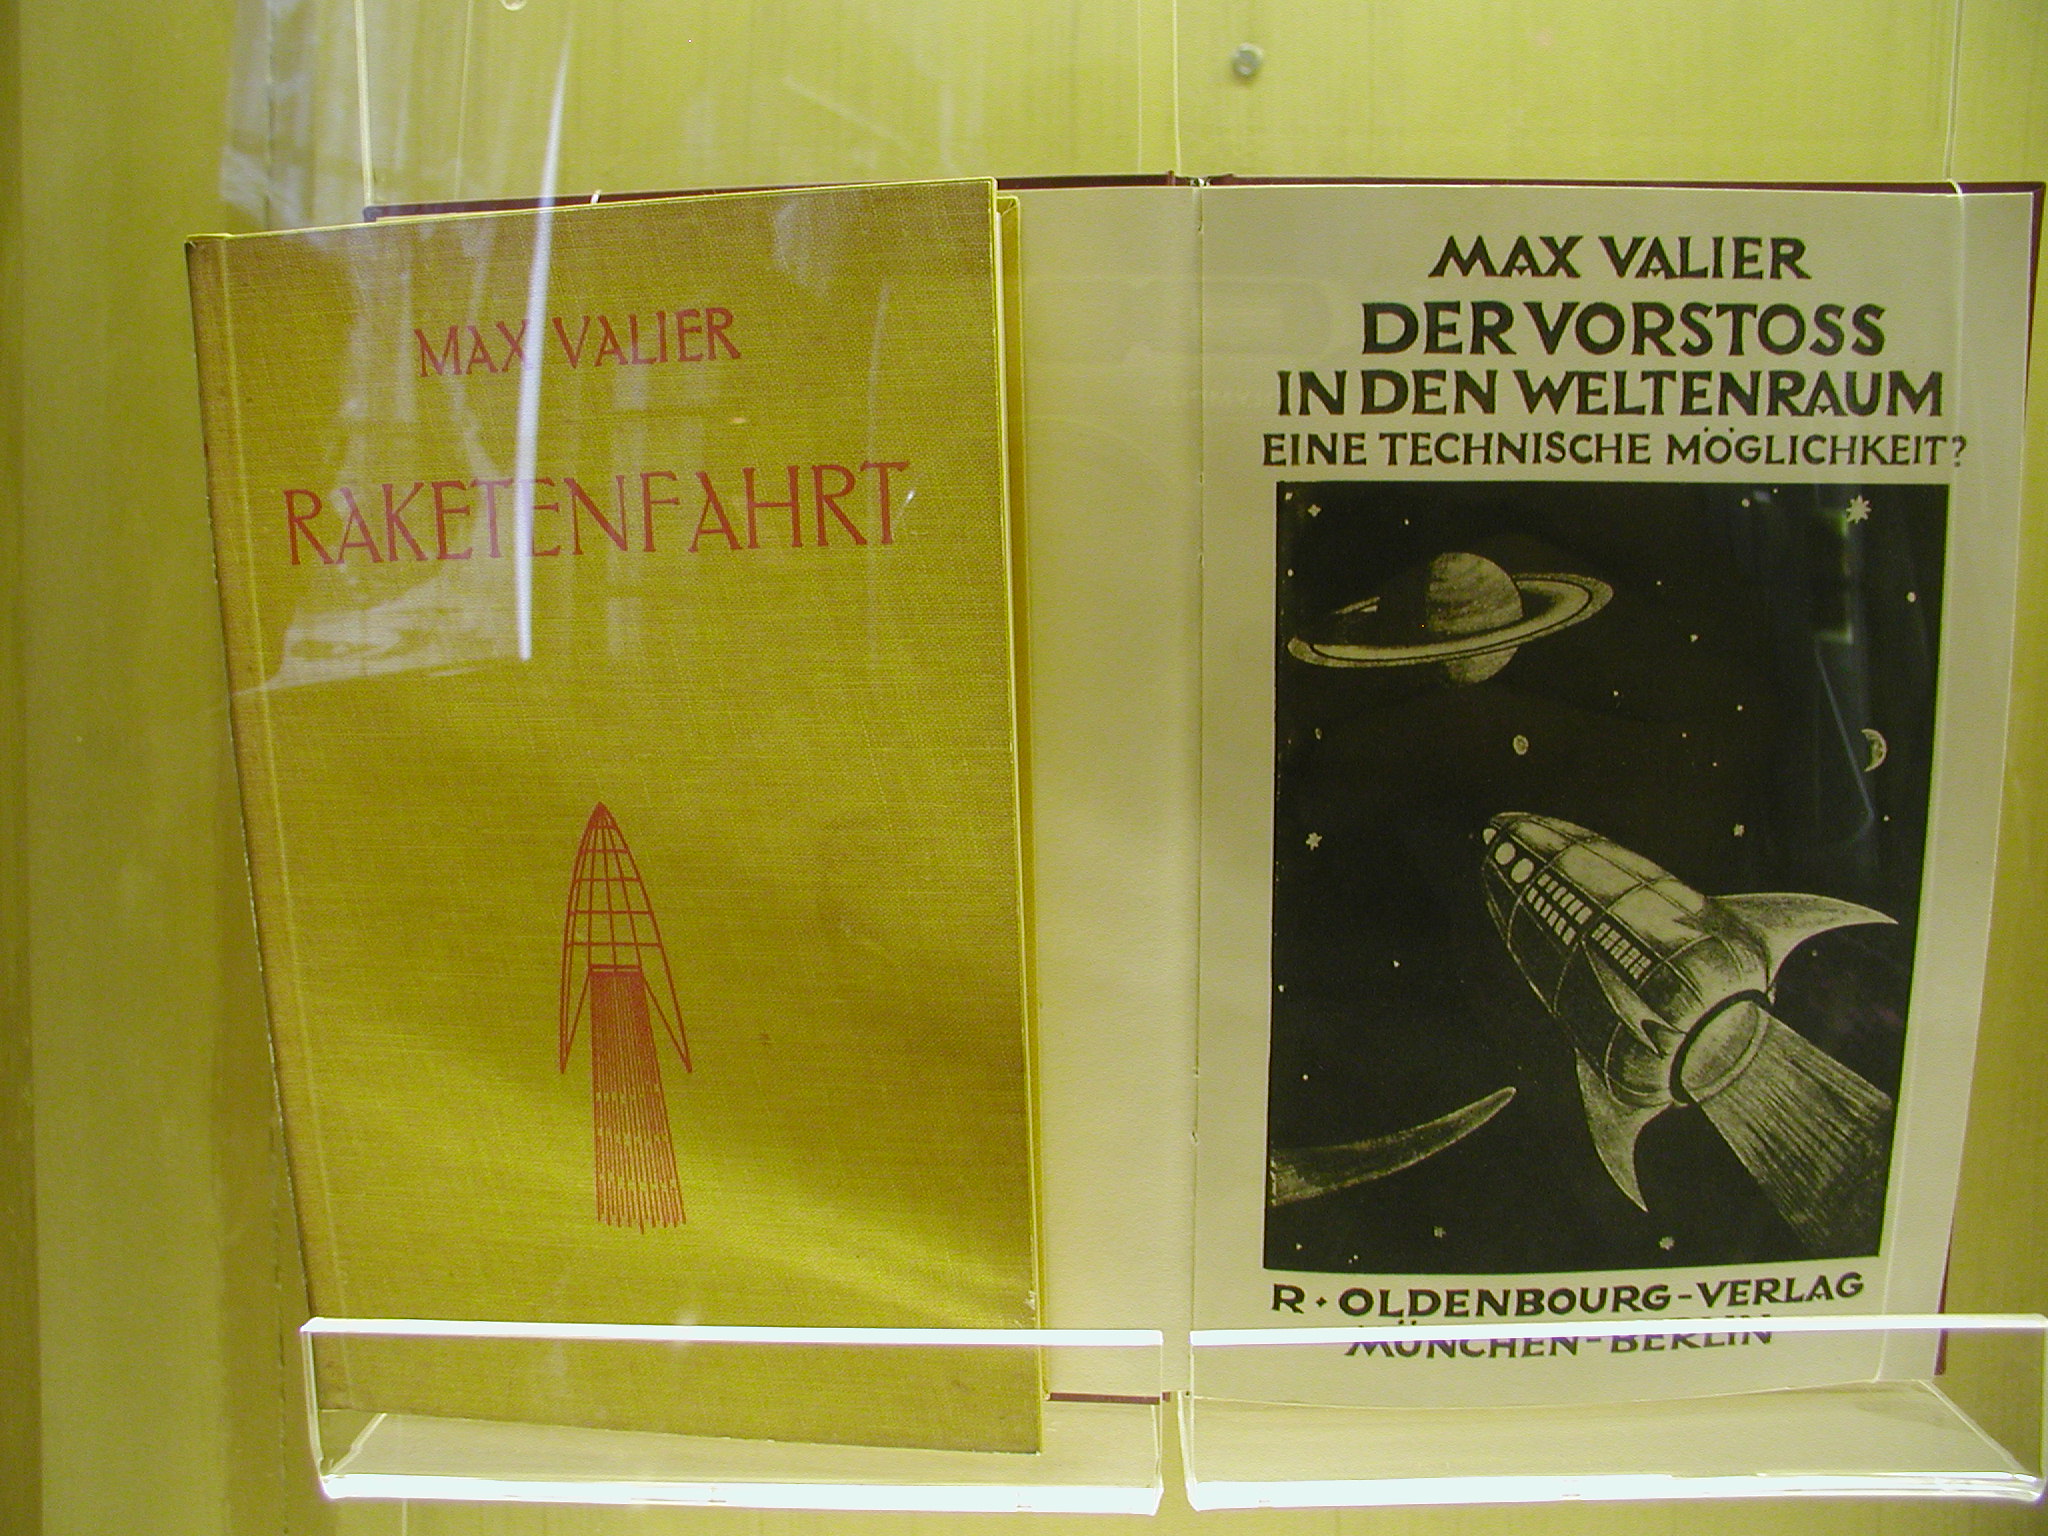 MAX VALIER
RAKETENFAHRT
MAX VALIER
DER VORSTOSS
IN DEN WELTENRAUM
EINE TECHNISCHE MÖGLICHKEIT?
R · OLDENBOURG-VERLAG
MÜNCHEN-BERLIN